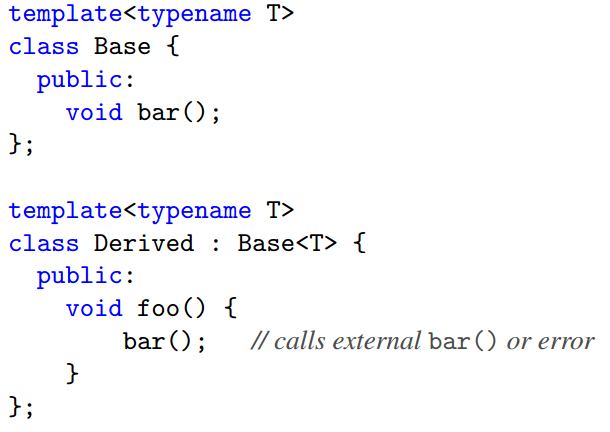 template<typename T>
class Base {
  public:
    void bar();
};

template<typename T>
class Derived : Base<T> {
  public:
    void foo() {
        bar();   // calls external bar() or error
    }
};